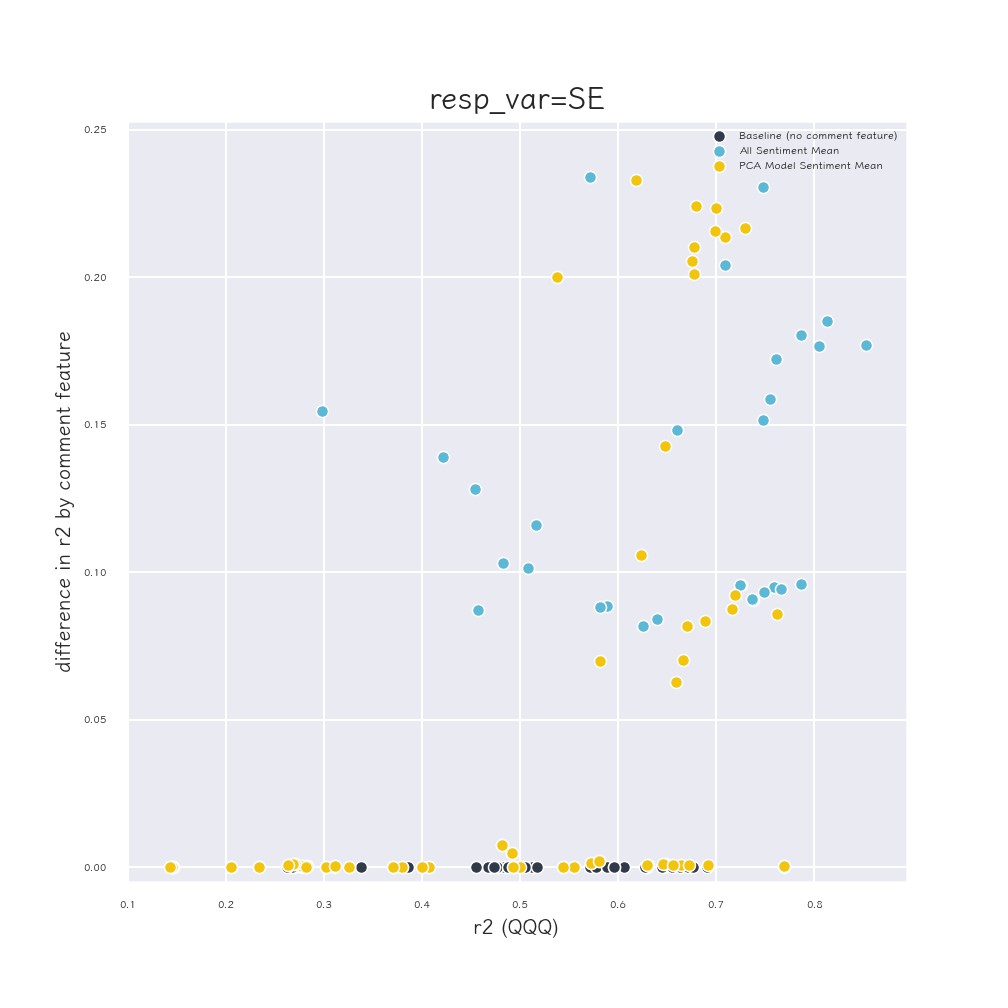 resp_var=SE
Baseline (no comment feature)
All Sentiment Mean
PCA Model Sentiment Mean
0.25
0.20
0.15
0.10
0.05
0.00
difference in r2 by comment feature
0.1 0.2 0.3 0.4 0.5 0.6 0.7 0.8
r2 (QQQ)